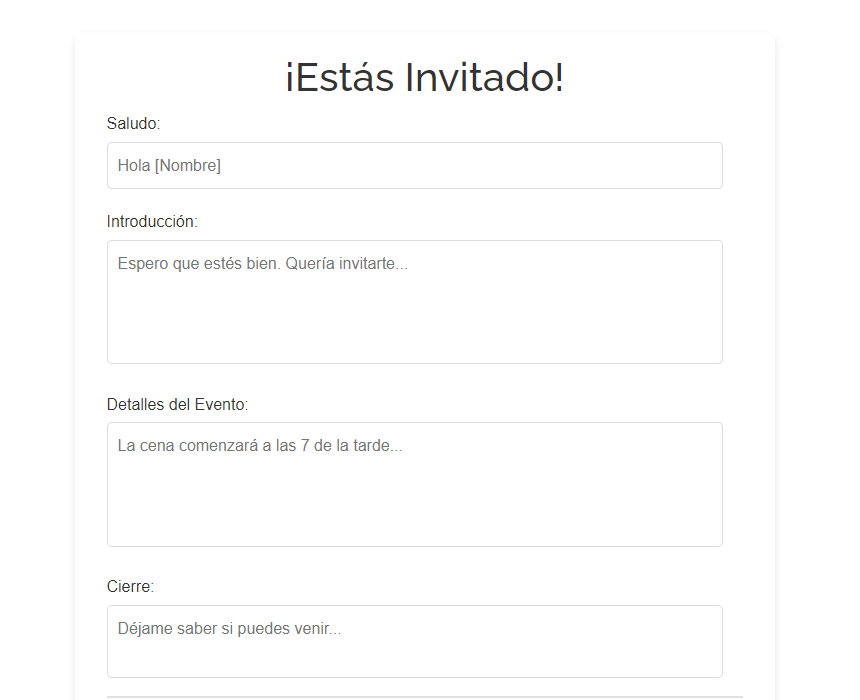 ¡Estás Invitado!
Saludo:
Hola [Nombre]
Introducción:
Espero que estés bien. Quería invitarte...
Detalles del Evento:
La cena comenzará a las 7 de la tarde...
Cierre:
Déjame saber si puedes venir...